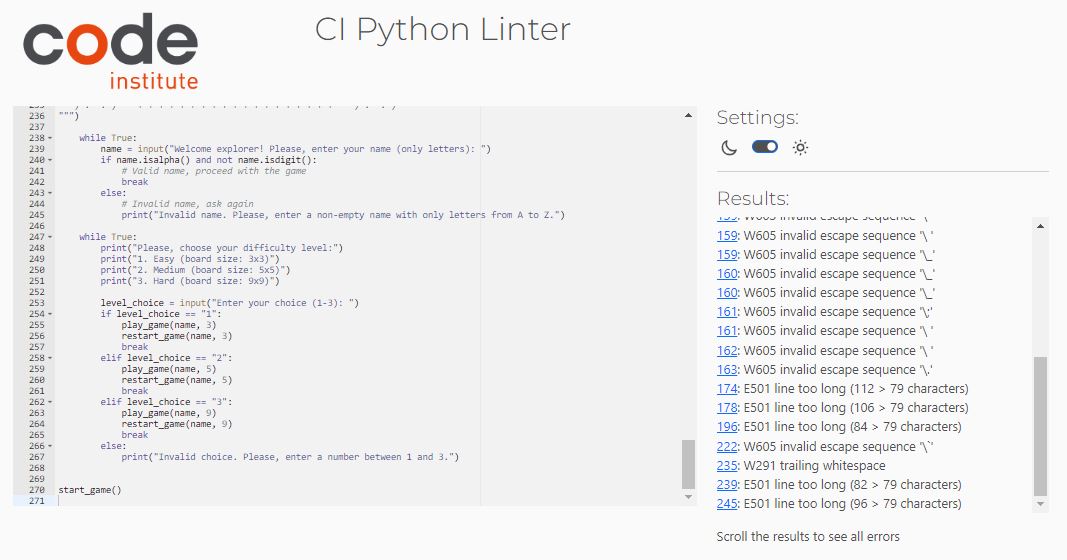 code
institute
CI Python Linter
236 """)
237
238 while True:
239 name = input("Welcome explorer! Please, enter your name (only letters): ")
240 if name.isalpha() and not name.isdigit():
241 # Valid name, proceed with the game
242 break
243 else:
244 # Invalid name, ask again
245 print("Invalid name. Please, enter a non-empty name with only letters from A to Z.")
246
247 while True:
248 print("Please, choose your difficulty level:")
249 print("1. Easy (board size: 3x3)")
250 print("2. Medium (board size: 5x5)")
251 print("3. Hard (board size: 9x9)")
252
253 level_choice = input("Enter your choice (1-3): ")
254 if level_choice == "1":
255 play_game(name, 3)
256 restart_game(name, 3)
257 break
258 elif level_choice == "2":
259 play_game(name, 5)
260 restart_game(name, 5)
261 break
262 elif level_choice == "3":
263 play_game(name, 9)
264 restart_game(name, 9)
265 break
266 else:
267 print("Invalid choice. Please, enter a number between 1 and 3.")
268
269
270 start_game()
271
Settings:
Results:
159: W605 invalid escape sequence '\ '
159: W605 invalid escape sequence '\_'
160: W605 invalid escape sequence '\_'
160: W605 invalid escape sequence '\_'
161: W605 invalid escape sequence '\;'
161: W605 invalid escape sequence '\ '
162: W605 invalid escape sequence '\ '
163: W605 invalid escape sequence '\.'
174: E501 line too long (112 > 79 characters)
178: E501 line too long (106 > 79 characters)
196: E501 line too long (84 > 79 characters)
222: W605 invalid escape sequence '\`'
235: W291 trailing whitespace
239: E501 line too long (82 > 79 characters)
245: E501 line too long (96 > 79 characters)
Scroll the results to see all errors